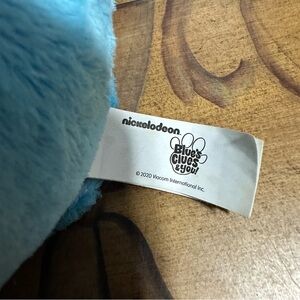 nickelodeon
Blue's
Clues
& You!
© 2020 Viacom International Inc.